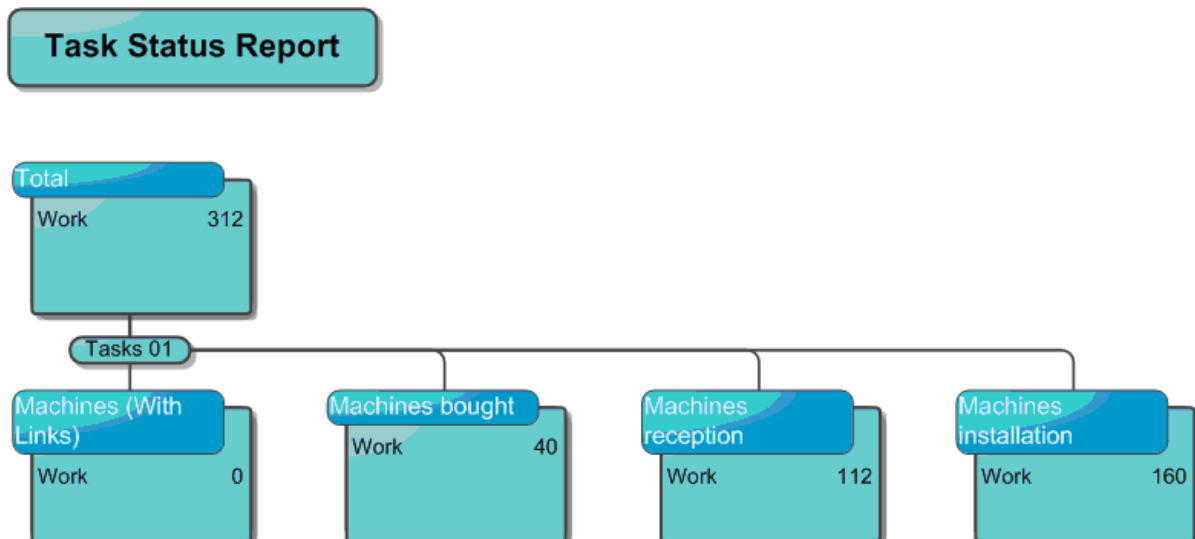 Task Status Report
Total
Work 312
Tasks 01
Machines (With
Links)
Work 0
Machines bought
Work 40
Machines
reception
Work 112
Machines
installation
Work 160